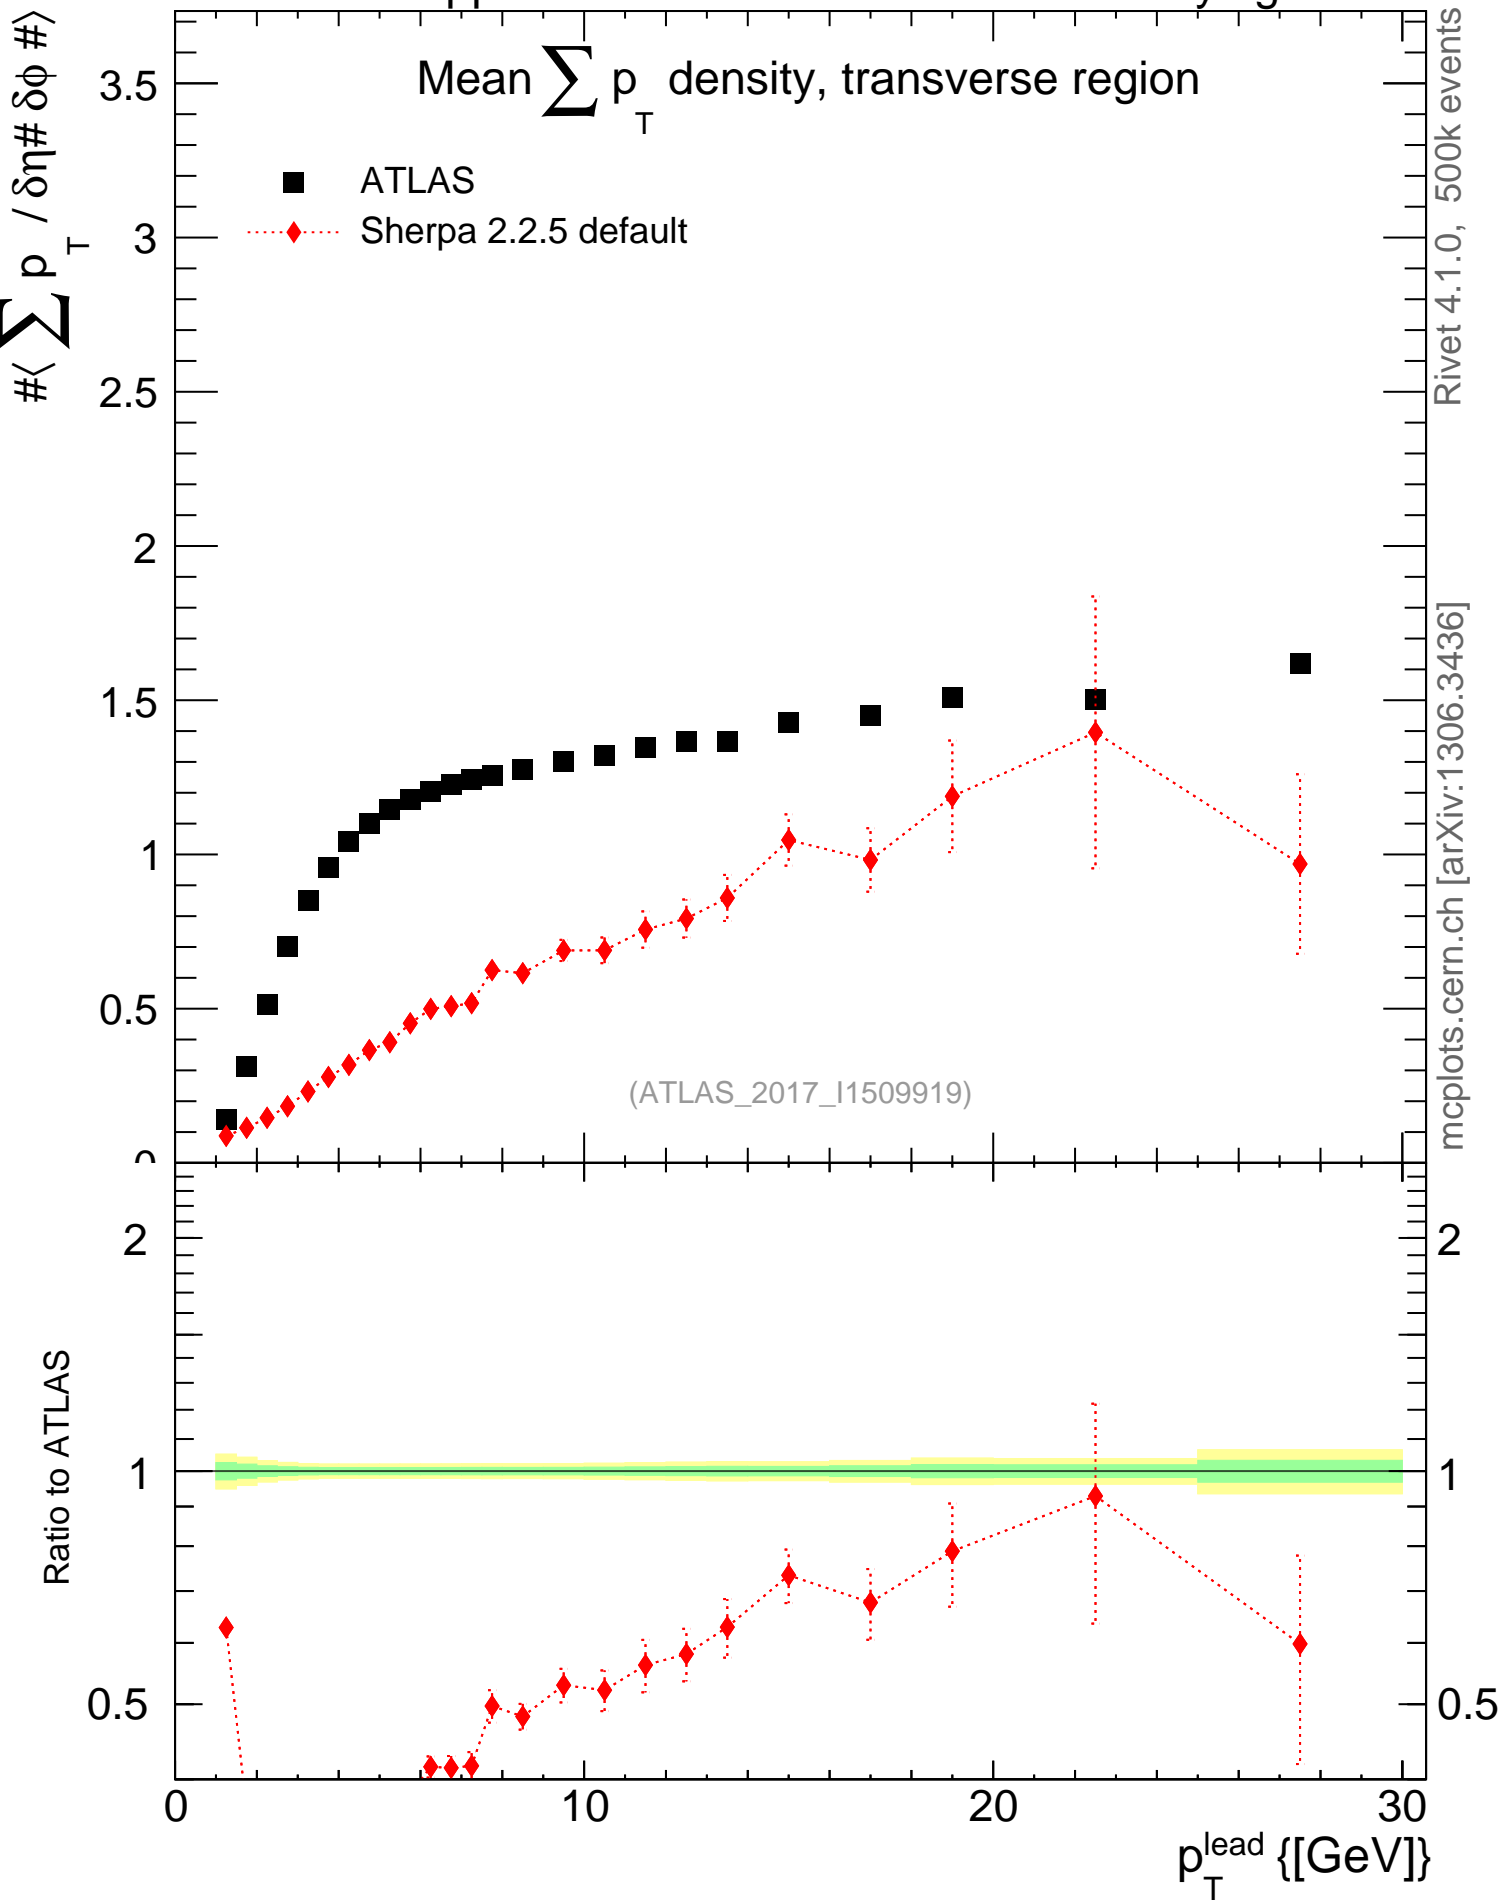 Mean ∑ p_T density, transverse region
#⟨ ∑ p_T / δη# δϕ #⟩
ATLAS
Sherpa 2.2.5 default
3.5
3
2.5
2
1.5
1
0.5
0
(ATLAS_2017_I1509919)
Rivet 4.1.0, 500k events
mcplots.cern.ch [arXiv:1306.3436]
Ratio to ATLAS
2
1
0.5
2
1
0.5
0
10
20
30
p_T^lead {[GeV]}